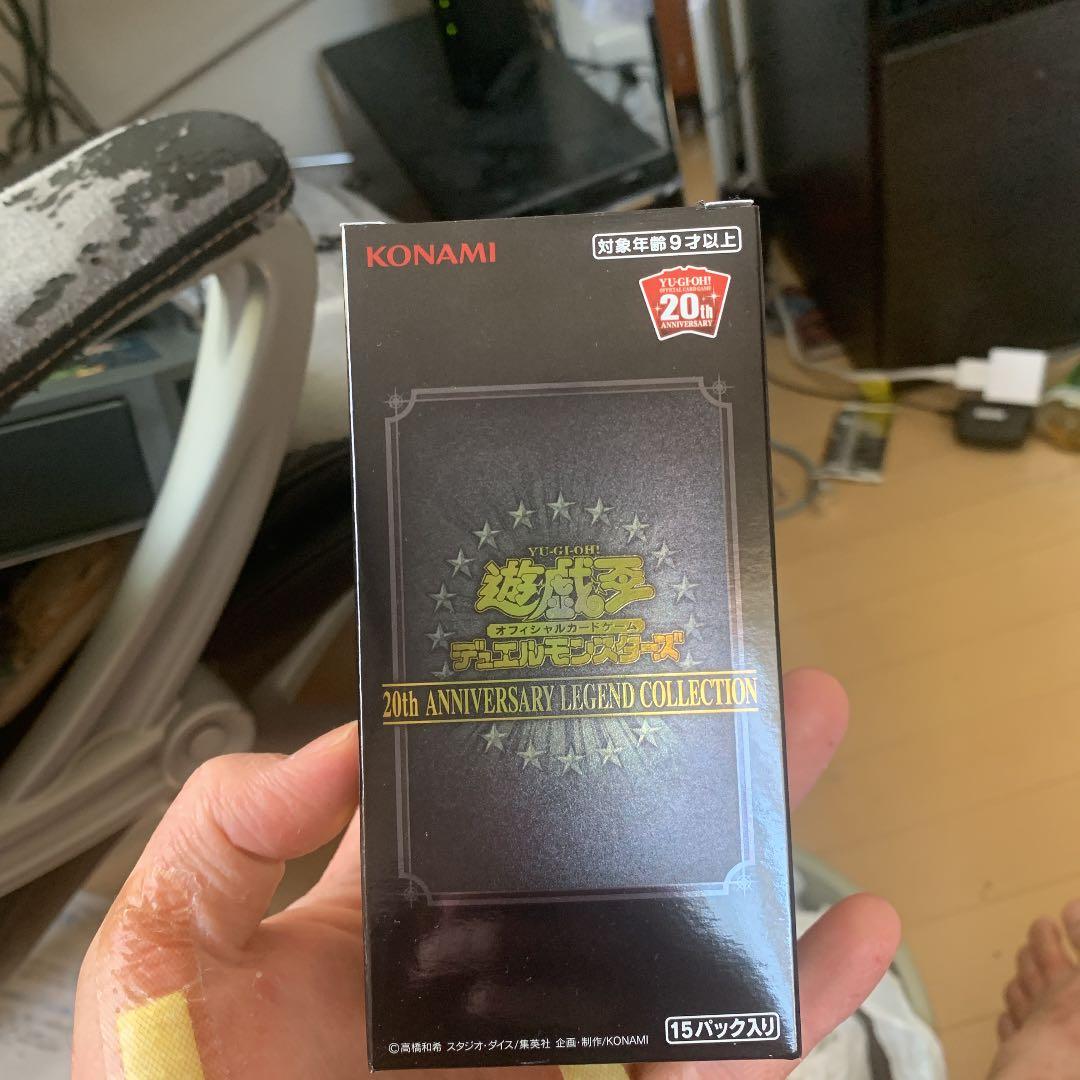 KONAMI
対象年齢9才以上
YU-GI-OH!
OFFICIAL CARD GAME
20th
ANNIVERSARY
YU-GI-OH!
遊戯王
オフィシャルカードゲーム
デュエルモンスターズ
20th ANNIVERSARY LEGEND COLLECTION
15パック入り
©高橋和希 スタジオ・ダイス/集英社 企画・制作/KONAMI